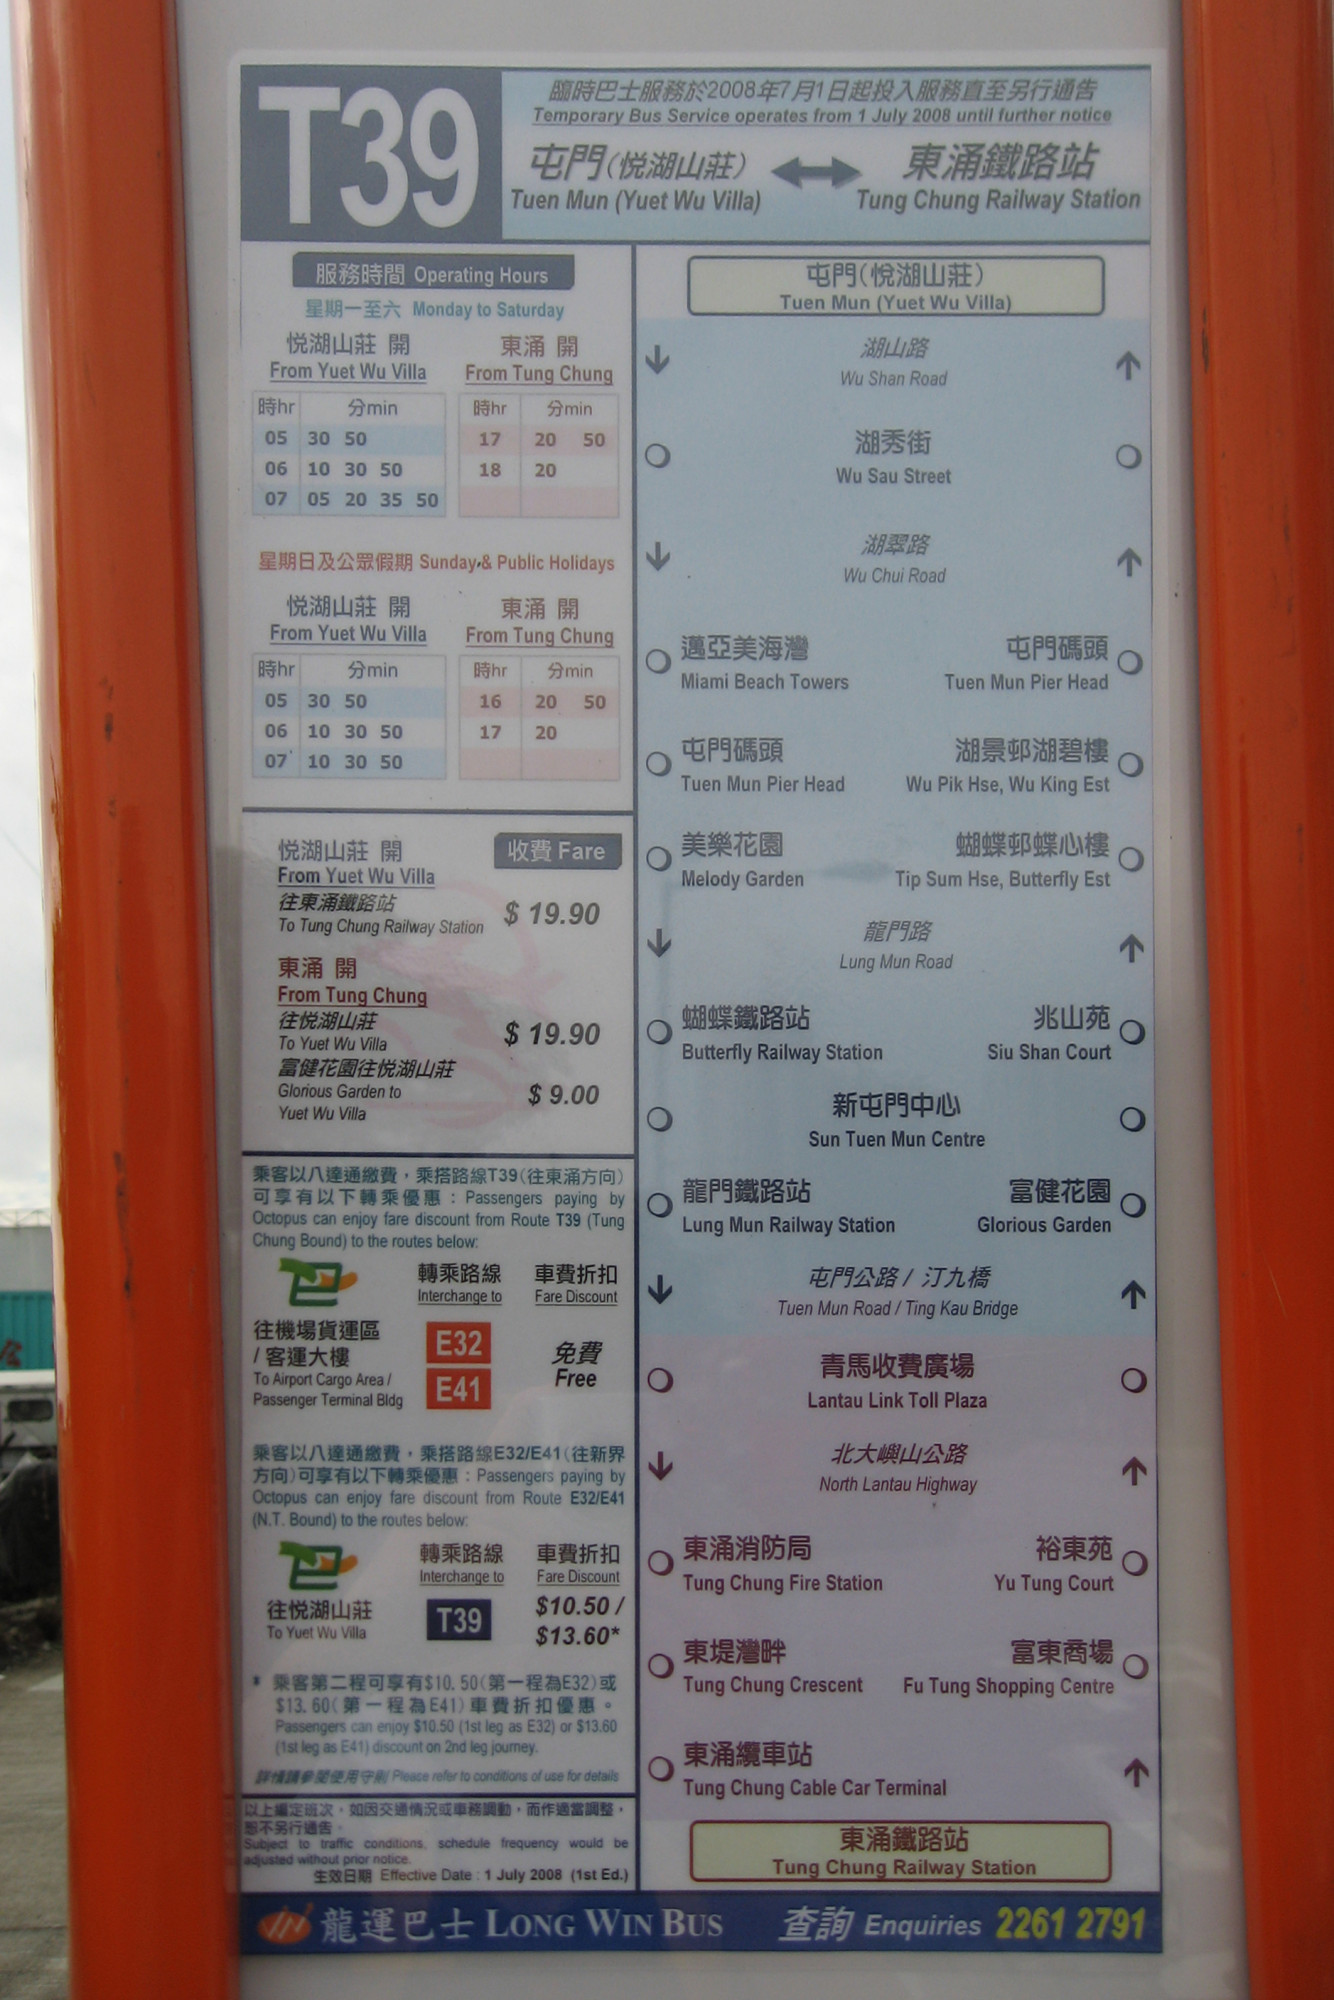 T39
臨時巴士服務於2008年7月1日起投入服務直至另行通告
Temporary Bus Service operates from 1 July 2008 until further notice
屯門(悅湖山莊) 東涌鐵路站
Tuen Mun (Yuet Wu Villa) Tung Chung Railway Station
服務時間 Operating Hours
星期一至六 Monday to Saturday
悅湖山莊 開 東涌 開
From Yuet Wu Villa From Tung Chung
時hr 分min 時hr 分min
05 30 50 17 20 50
06 10 30 50 18 20
07 05 20 35 50
星期日及公眾假期 Sunday & Public Holidays
悅湖山莊 開 東涌 開
From Yuet Wu Villa From Tung Chung
時hr 分min 時hr 分min
05 30 50 16 20 50
06 10 30 50 17 20
07 10 30 50
收費 Fare
悅湖山莊 開
From Yuet Wu Villa
往東涌鐵路站
To Tung Chung Railway Station $ 19.90
東涌 開
From Tung Chung
往悅湖山莊
To Yuet Wu Villa $ 19.90
富健花園往悅湖山莊
Glorious Garden to $ 9.00
Yuet Wu Villa
乘客以八達通繳費，乘搭路線T39(往東涌方向)
可享有以下轉乘優惠：Passengers paying by
Octopus can enjoy fare discount from Route T39 (Tung
Chung Bound) to the routes below:
轉乘路線 車費折扣
Interchange to Fare Discount
往機場貨運區
/ 客運大樓
To Airport Cargo Area /
Passenger Terminal Bldg
E32
E41
免費
Free
乘客以八達通繳費，乘搭路線E32/E41(往新界
方向)可享有以下轉乘優惠：Passengers paying by
Octopus can enjoy fare discount from Route E32/E41
(N.T. Bound) to the routes below:
轉乘路線 車費折扣
Interchange to Fare Discount
往悅湖山莊
To Yuet Wu Villa
T39
$10.50 /
$13.60*
* 乘客第二程可享有$10.50(第一程為E32)或
$13.60(第一程為E41)車費折扣優惠。
Passengers can enjoy $10.50 (1st leg as E32) or $13.60
(1st leg as E41) discount on 2nd leg journey.
詳情請參閱使用守則 Please refer to conditions of use for details
以上編定班次，如因交通情況或車務調動，而作適當調整，
恕不另行通告。
Subject to traffic conditions, schedule frequency would be
adjusted without prior notice.
生效日期 Effective Date : 1 July 2008 (1st Ed.)
屯門(悅湖山莊)
Tuen Mun (Yuet Wu Villa)
湖山路
Wu Shan Road
湖秀街
Wu Sau Street
湖翠路
Wu Chui Road
邁亞美海灣 屯門碼頭
Miami Beach Towers Tuen Mun Pier Head
屯門碼頭 湖景邨湖碧樓
Tuen Mun Pier Head Wu Pik Hse, Wu King Est
美樂花園 蝴蝶邨蝶心樓
Melody Garden Tip Sum Hse, Butterfly Est
龍門路
Lung Mun Road
蝴蝶鐵路站 兆山苑
Butterfly Railway Station Siu Shan Court
新屯門中心
Sun Tuen Mun Centre
龍門鐵路站 富健花園
Lung Mun Railway Station Glorious Garden
屯門公路 / 汀九橋
Tuen Mun Road / Ting Kau Bridge
青馬收費廣場
Lantau Link Toll Plaza
北大嶼山公路
North Lantau Highway
東涌消防局 裕東苑
Tung Chung Fire Station Yu Tung Court
東堤灣畔 富東商場
Tung Chung Crescent Fu Tung Shopping Centre
東涌纜車站
Tung Chung Cable Car Terminal
東涌鐵路站
Tung Chung Railway Station
龍運巴士 LONG WIN BUS 查詢 Enquiries 2261 2791